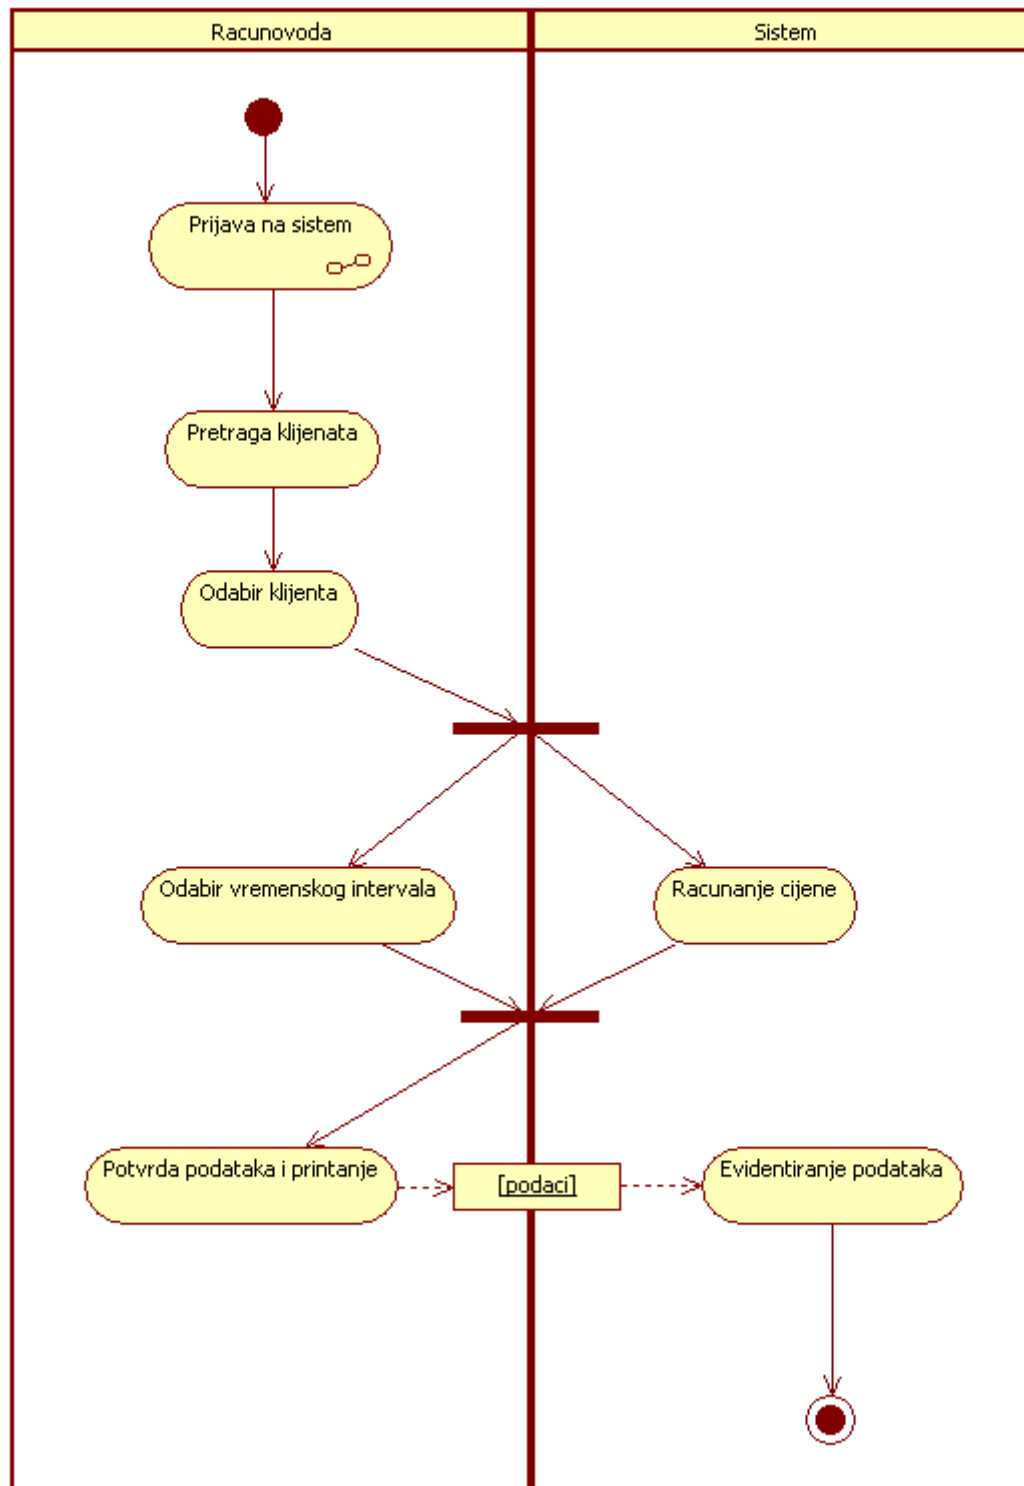 Racunovoda
Sistem
Prijava na sistem
Pretraga klijenata
Odabir klijenta
Odabir vremenskog intervala
Racunanje cijene
Potvrda podataka i printanje
[podaci]
Evidentiranje podataka